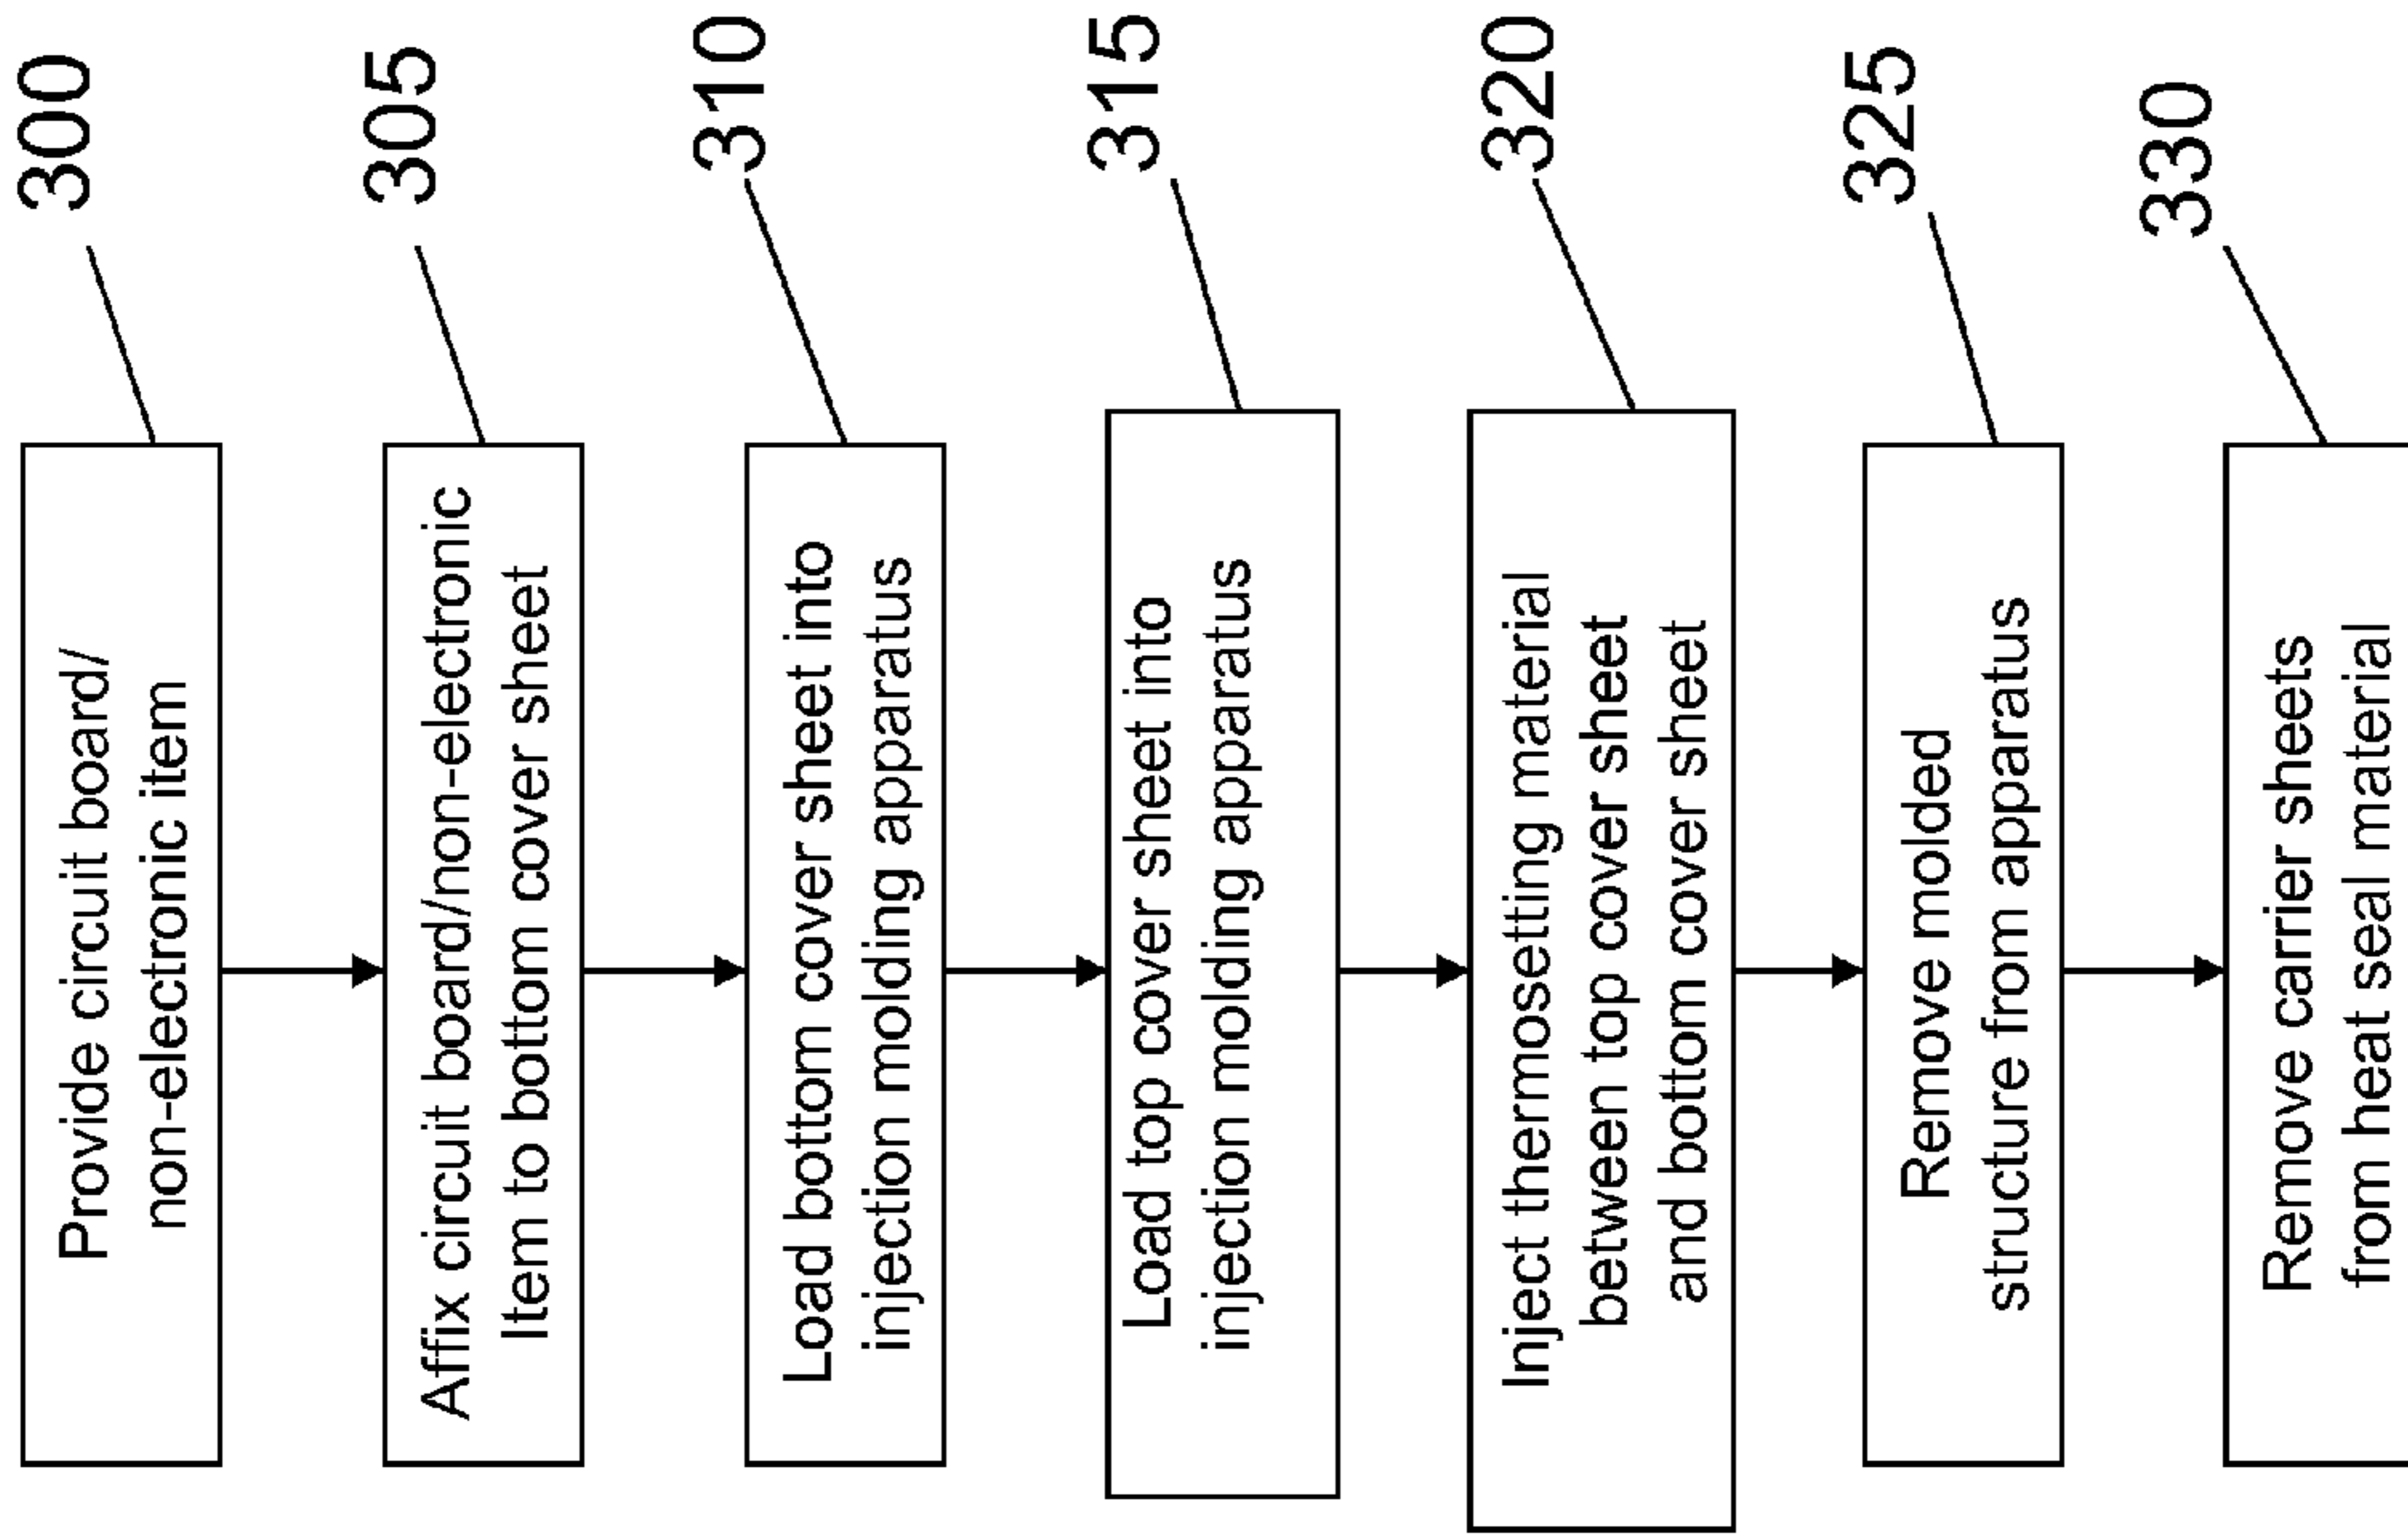 300
Provide circuit board/
non-electronic item
305
Affix circuit board/non-electronic
Item to bottom cover sheet
310
Load bottom cover sheet into
injection molding apparatus
315
Load top cover sheet into
injection molding apparatus
320
Inject thermosetting material
between top cover sheet
and bottom cover sheet
325
Remove molded
structure from apparatus
330
Remove carrier sheets
from heat seal material